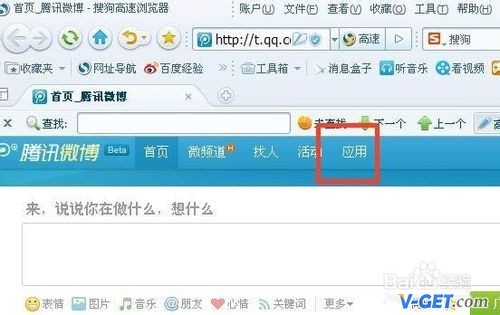 首页_腾讯微博 - 搜狗高速浏览器
账户(U) 文件(F) 查看(V) 收藏(A) 工具
http://t.qq.c 高速 搜狗
收藏夹 网址导航 百度经验 工具箱 消息盒子 听音乐 看视频
首页_腾讯微博
查找: 去查找 下一个 上一个 高
腾讯微博 Beta 首页 微频道 H 找人 活动 应用
来，说说你在做什么，想什么
表情 图片 音乐 @朋友 心情 关键词 更多
Bai 经验
V-GET.com